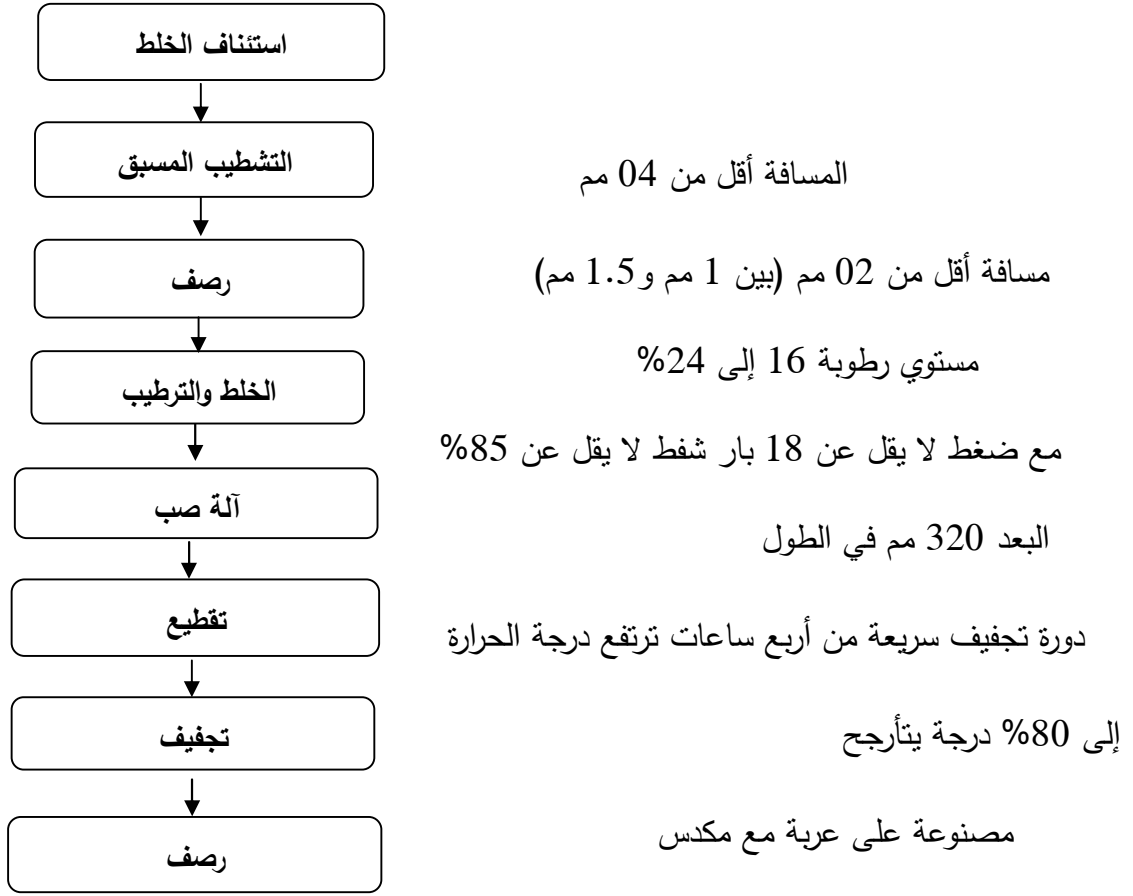 استئناف الخلط
التشطيب المسبق
المسافة أقل من 04 مم
رصف
مسافة أقل من 02 مم (بين 1 مم و1.5 مم)
مستوي رطوبة 16 إلى 24%
الخلط والترطيب
مع ضغط لا يقل عن 18 بار شفط لا يقل عن 85%
آلة صب
البعد 320 مم في الطول
تقطيع
دورة تجفيف سريعة من أربع ساعات ترتفع درجة الحرارة
تجفيف
إلى 80% درجة يتأرجح
مصنوعة على عربة مع مكدس
رصف